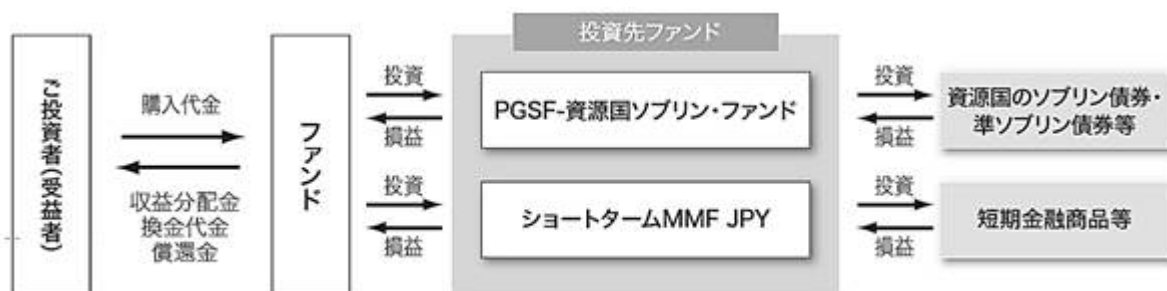 ご投資者(受益者)
購入代金
収益分配金
換金代金
償還金
ファンド
投資
損益
投資
損益
投資先ファンド
PGSF-資源国ソブリン・ファンド
ショートタームMMF JPY
投資
損益
投資
損益
資源国のソブリン債券・
準ソブリン債券等
短期金融商品等